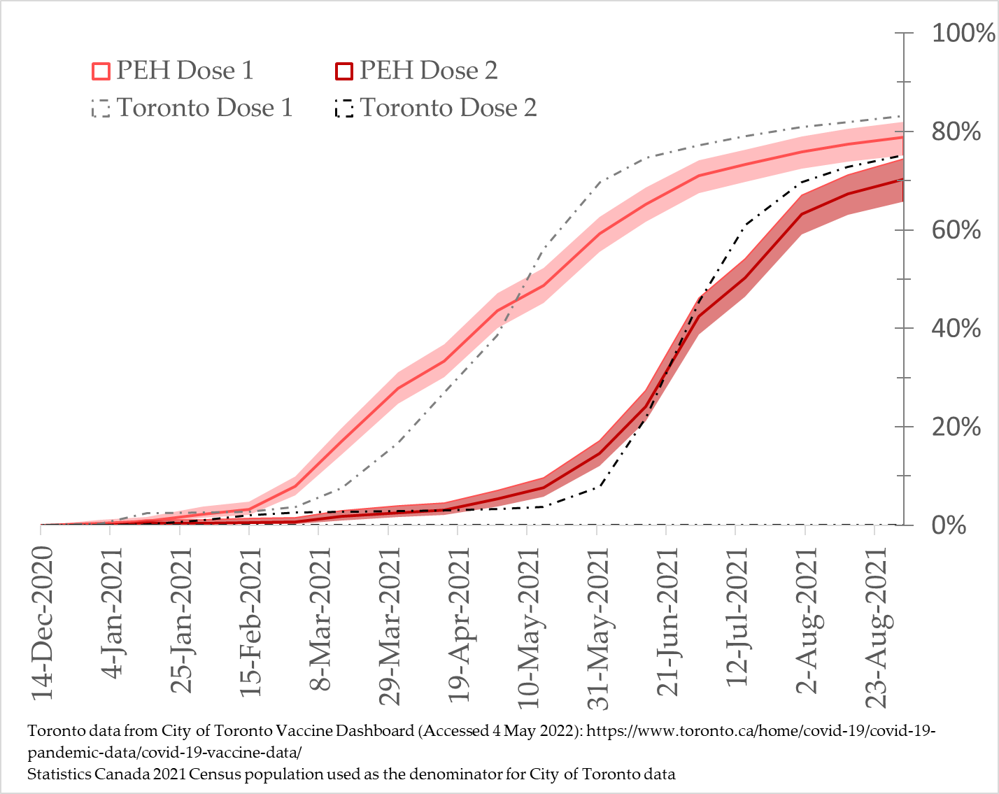 PEH Dose 1 PEH Dose 2
Toronto Dose 1 Toronto Dose 2
100%
80%
60%
40%
20%
0%
14-Dec-2020
4-Jan-2021
25-Jan-2021
15-Feb-2021
8-Mar-2021
29-Mar-2021
19-Apr-2021
10-May-2021
31-May-2021
21-Jun-2021
12-Jul-2021
2-Aug-2021
23-Aug-2021
Toronto data from City of Toronto Vaccine Dashboard (Accessed 4 May 2022): https://www.toronto.ca/home/covid-19/covid-19-
pandemic-data/covid-19-vaccine-data/
Statistics Canada 2021 Census population used as the denominator for City of Toronto data